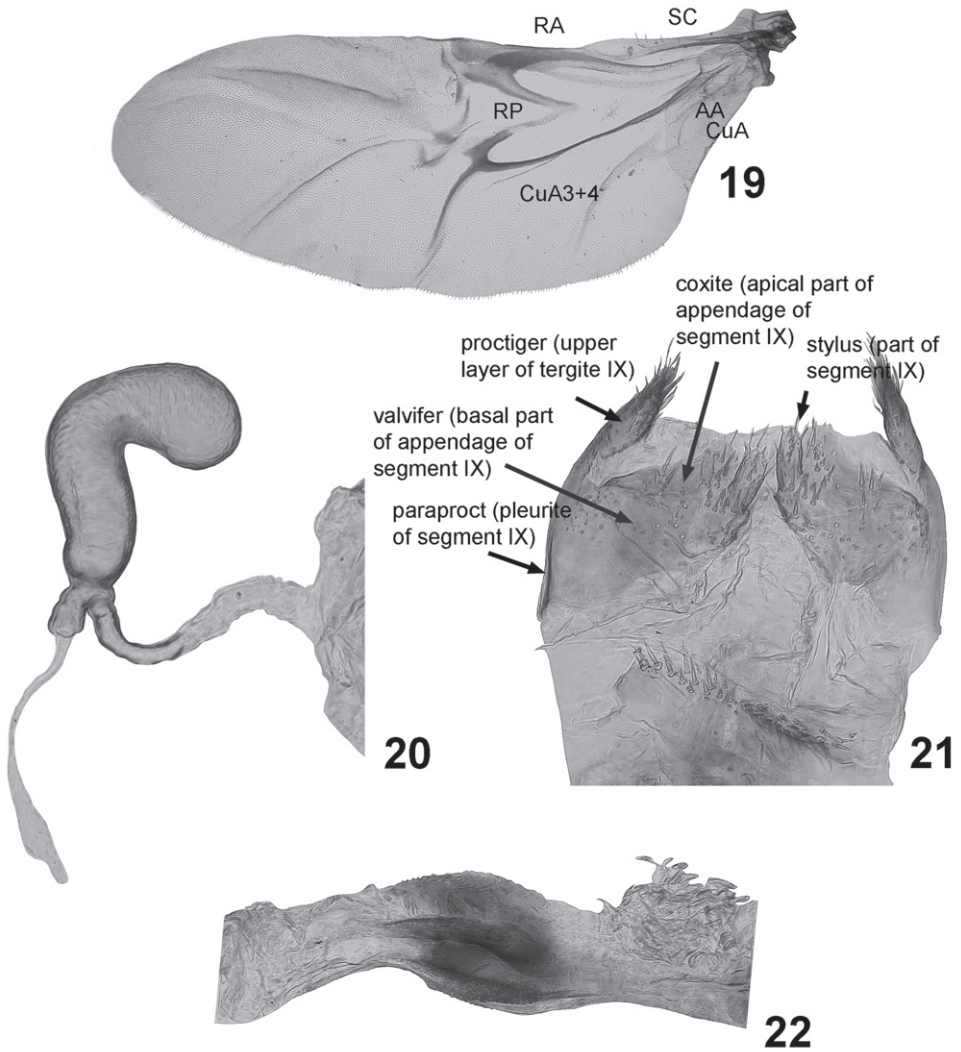 RA
SC
RP
AA
CuA
CuA3+4
19
coxite (apical part of
appendage of
segment IX)
proctiger (upper
layer of tergite IX)
stylus (part of
segment IX)
valvifer (basal part
of appendage of
segment IX)
paraproct (pleurite
of segment IX)
20
21
22